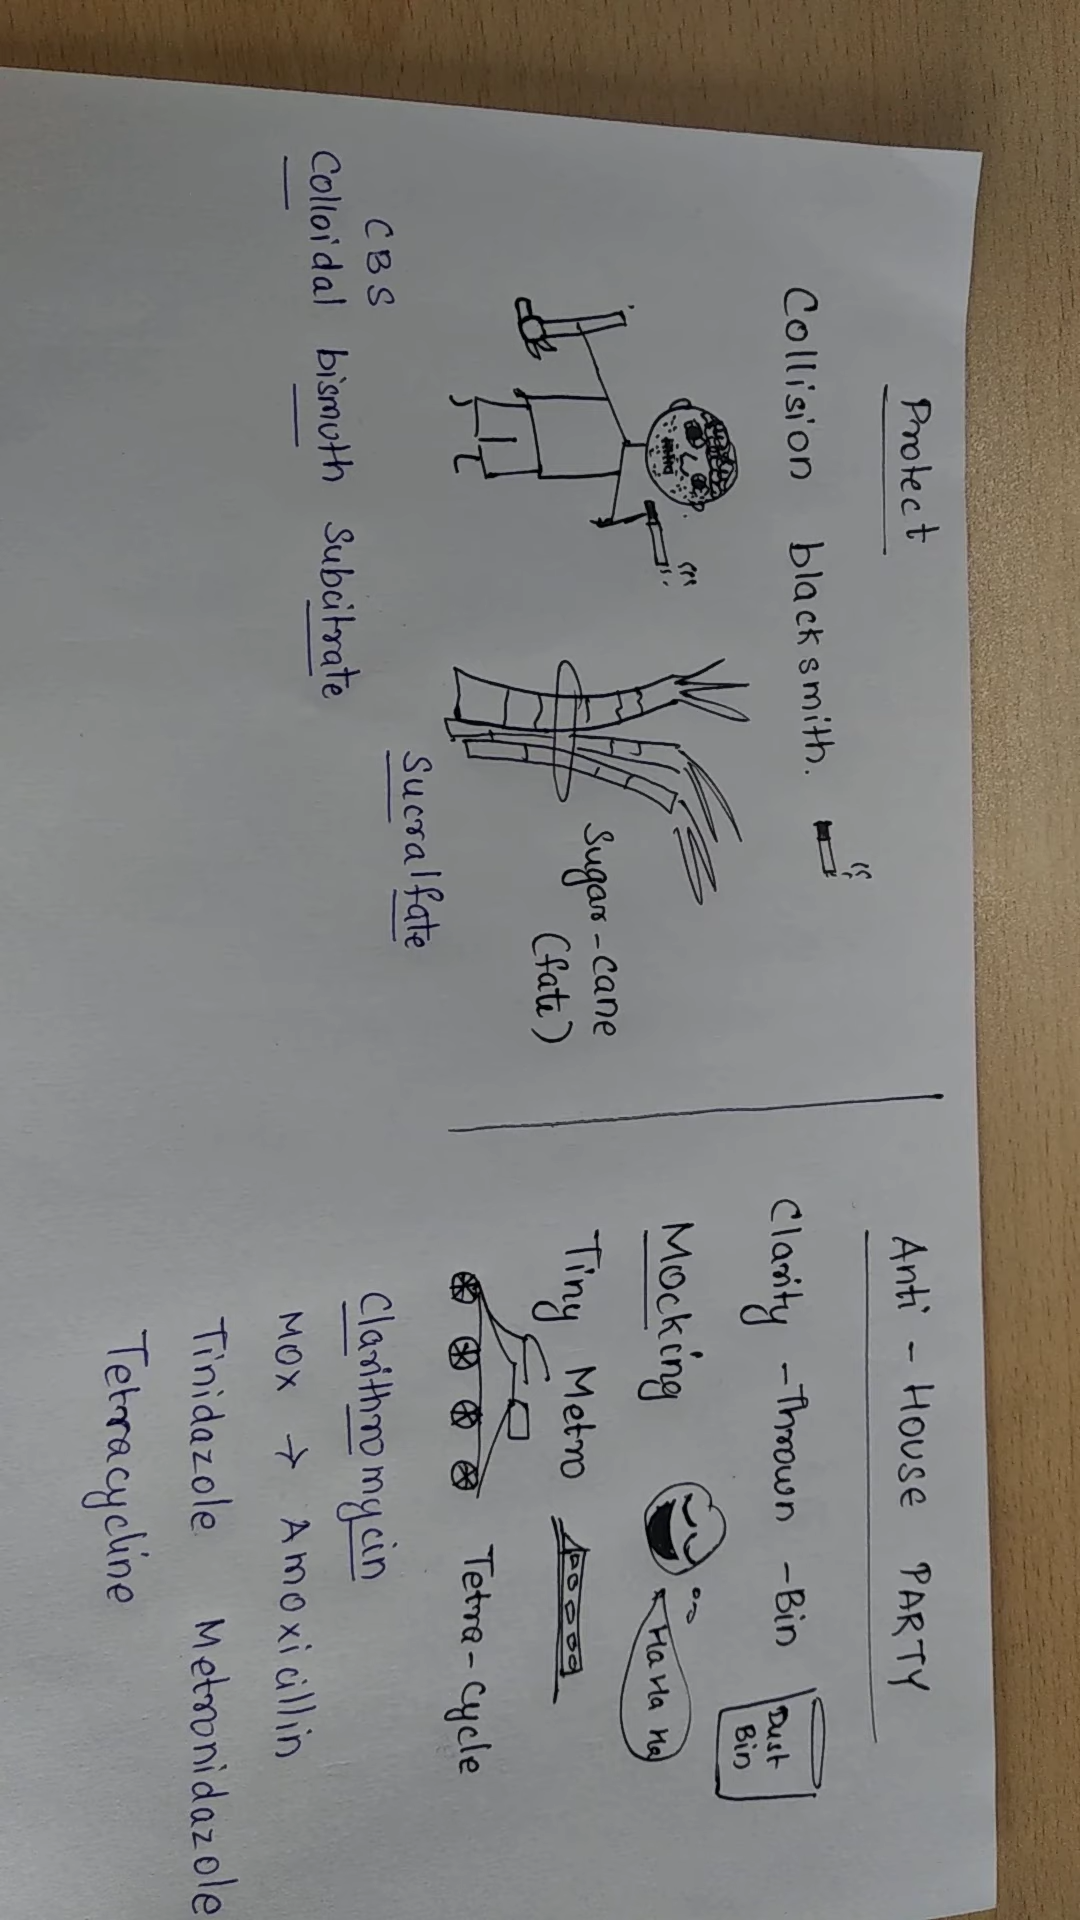 Protect
Collision blacksmith.
Sugar-cane
(fate)
Sucralfate
CBS
Colloidal bismuth Subcitrate
Anti-HOUSE PARTY
Clarity-Thrown-Bin
Dust
Bin
Mocking
Ha Ha Ha
Tiny Metro
Tetra-cycle
Clarithromycin
MOX → Amoxicillin
Tinidazole Metronidazole
Tetracycline